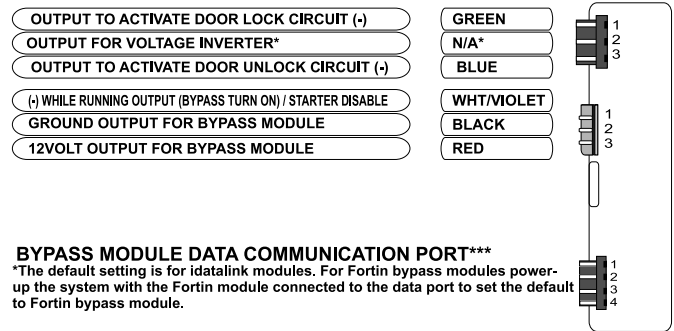 OUTPUT TO ACTIVATE DOOR LOCK CIRCUIT (-) GREEN 1
OUTPUT FOR VOLTAGE INVERTER* N/A* 2
OUTPUT TO ACTIVATE DOOR UNLOCK CIRCUIT (-) BLUE 3
(-) WHILE RUNNING OUTPUT (BYPASS TURN ON) / STARTER DISABLE WHT/VIOLET 1
GROUND OUTPUT FOR BYPASS MODULE BLACK 2
12VOLT OUTPUT FOR BYPASS MODULE RED 3
BYPASS MODULE DATA COMMUNICATION PORT***
*The default setting is for idatalink modules. For Fortin bypass modules power-
up the system with the Fortin module connected to the data port to set the default
to Fortin bypass module.
1
2
3
4